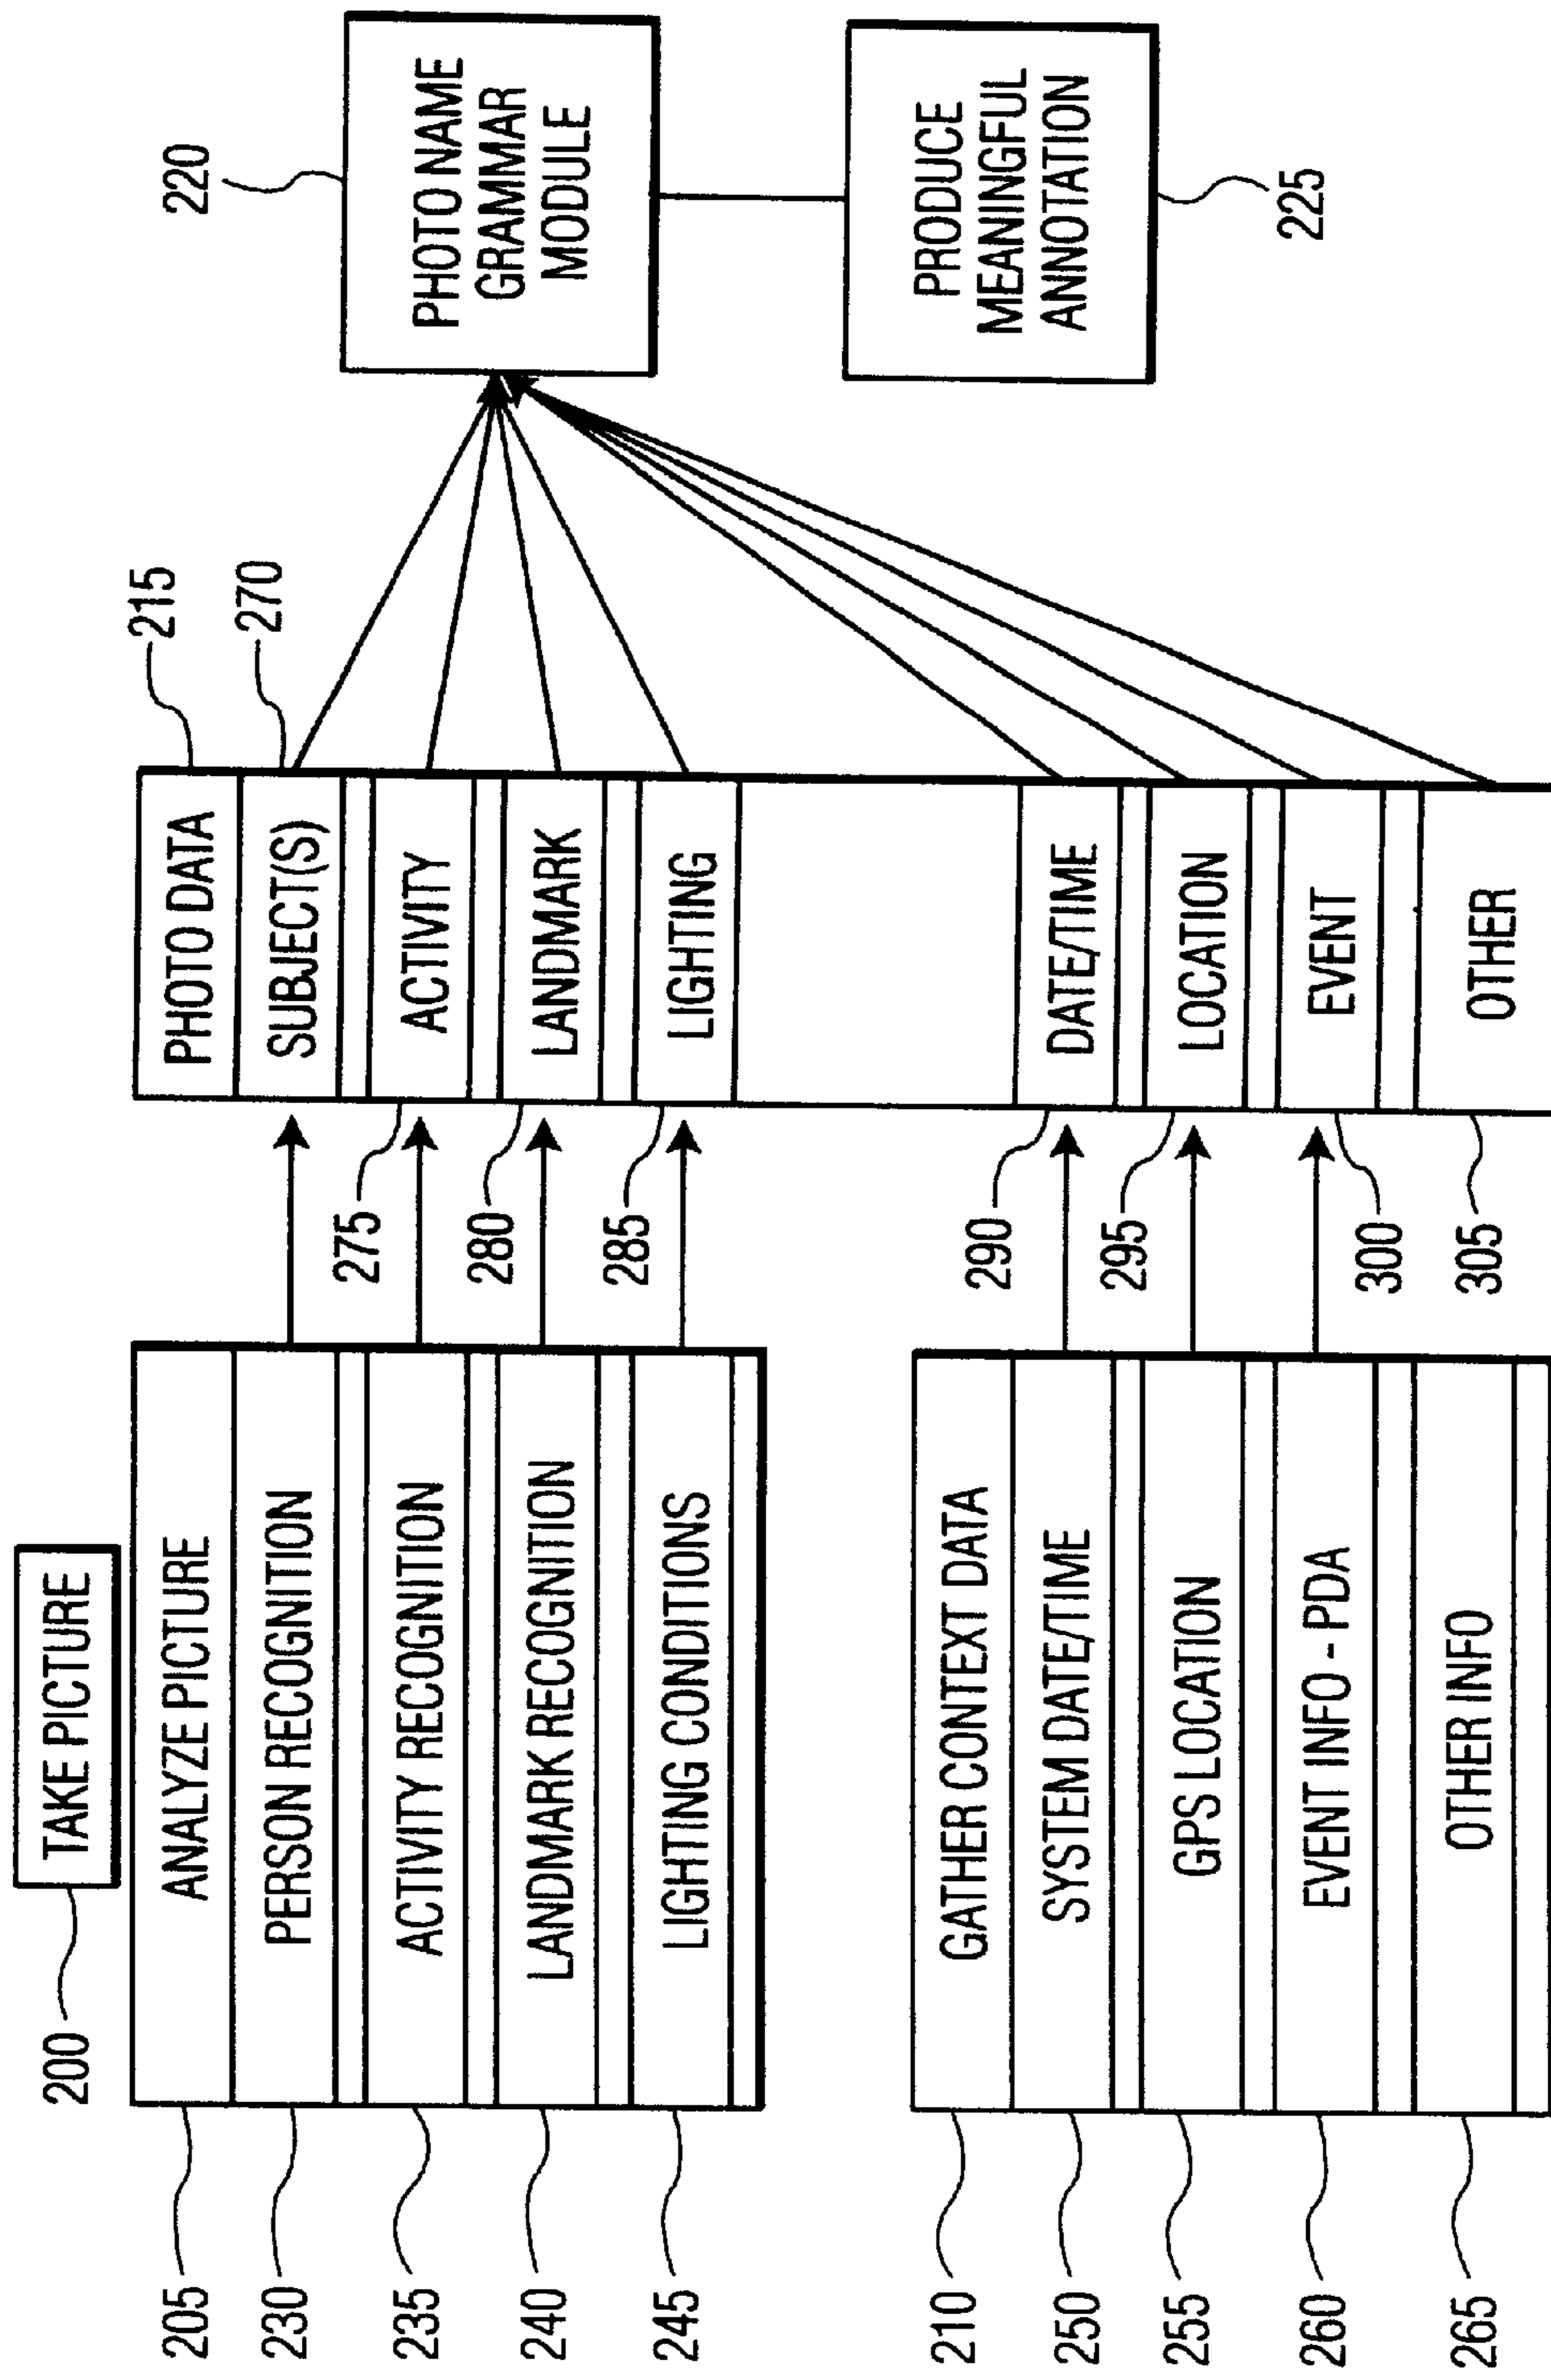 200
TAKE PICTURE
205
ANALYZE PICTURE
230
PERSON RECOGNITION
235
ACTIVITY RECOGNITION
240
LANDMARK RECOGNITION
245
LIGHTING CONDITIONS
210
GATHER CONTEXT DATA
250
SYSTEM DATE/TIME
255
GPS LOCATION
260
EVENT INFO - PDA
265
OTHER INFO
215
PHOTO DATA
270
SUBJECT(S)
275
ACTIVITY
280
LANDMARK
285
LIGHTING
290
DATE/TIME
295
LOCATION
300
EVENT
305
OTHER
220
PHOTO NAME
GRAMMAR
MODULE
PRODUCE
MEANINGFUL
ANNOTATION
225